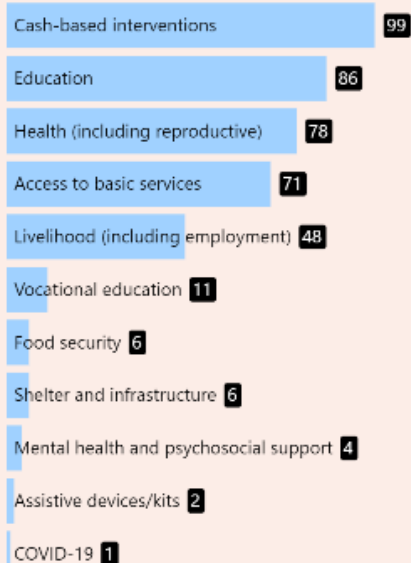 Cash-based interventions 99
Education 86
Health (including reproductive) 78
Access to basic services 71
Livelihood (including employment) 48
Vocational education 11
Food security 6
Shelter and infrastructure 6
Mental health and psychosocial support 4
Assistive devices/kits 2
COVID-19 1